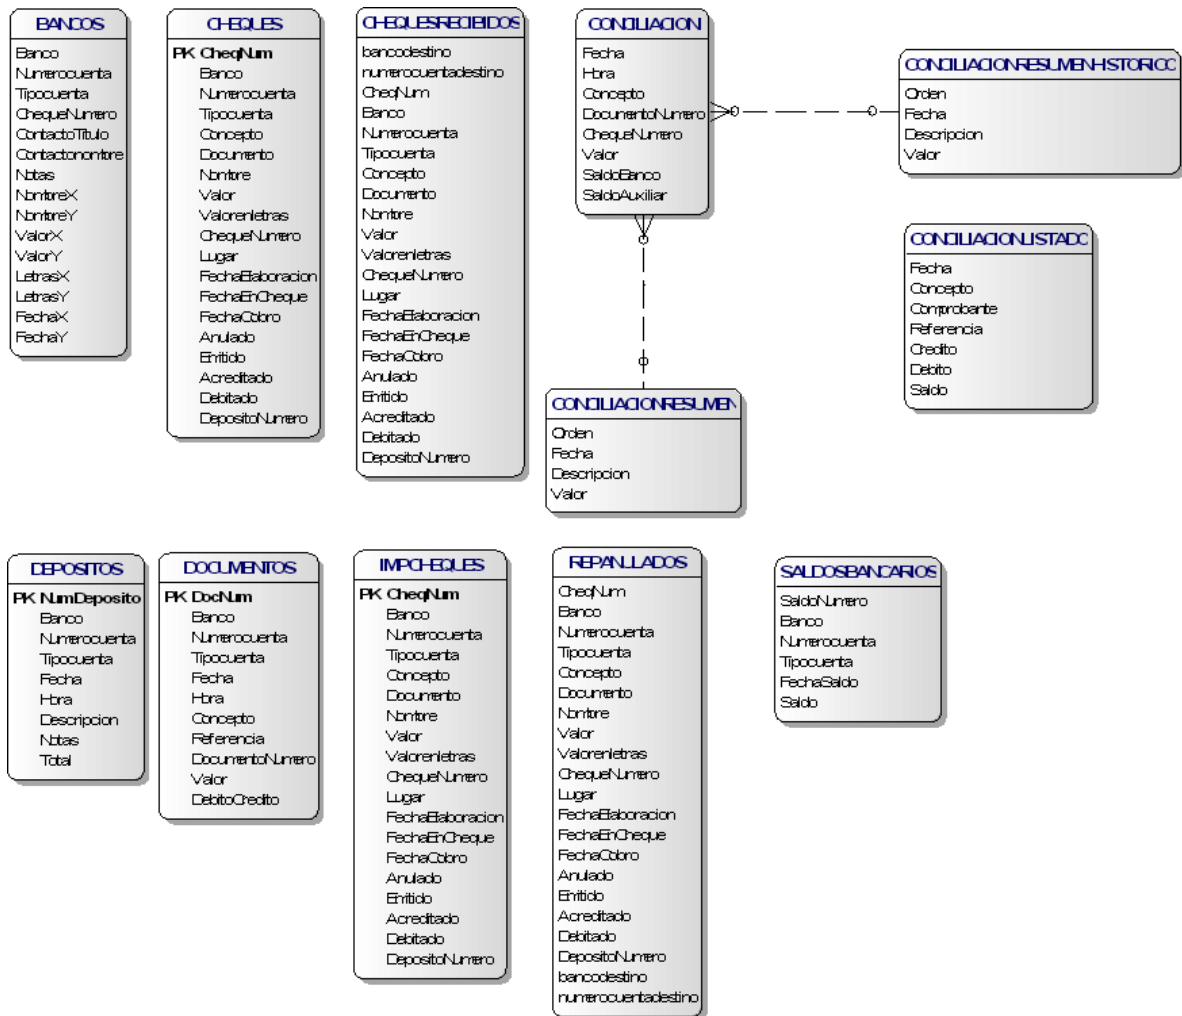 BANCOS
Banco
Numerocuenta
Tipocuenta
ChequeNumero
ContactoTitulo
Contactonombre
Notas
NombreX
NombreY
ValorX
ValorY
LetrasX
LetrasY
FechaX
FechaY
CHEQUES
PK CheqNum
Banco
Numerocuenta
Tipocuenta
Concepto
Documento
Nombre
Valor
Valorenletras
ChequeNumero
Lugar
FechaElaboracion
FechaEnCheque
FechaCobro
Anulado
Emitido
Acreditado
Debitado
DepositoNumero
CHEQUESRECIBIDOS
bancodestino
numerocuentadestino
CheqNum
Banco
Numerocuenta
Tipocuenta
Concepto
Documento
Nombre
Valor
Valorenletras
ChequeNumero
Lugar
FechaElaboracion
FechaEnCheque
FechaCobro
Anulado
Emitido
Acreditado
Debitado
DepositoNumero
CONCILIACION
Fecha
Hora
Concepto
DocumentoNumero
ChequeNumero
Valor
SaldoBanco
SaldoAuxiliar
CONCILIACIONRESUMENHISTORICO
Orden
Fecha
Descripcion
Valor
CONCILIACIONLISTADO
Fecha
Concepto
Comprobante
Referencia
Credito
Debito
Saldo
CONCILIACIONRESUMEN
Orden
Fecha
Descripcion
Valor
DEPOSITOS
PK NumDeposito
Banco
Numerocuenta
Tipocuenta
Fecha
Hora
Descripcion
Notas
Total
DOCUMENTOS
PK DocNum
Banco
Numerocuenta
Tipocuenta
Fecha
Hora
Concepto
Referencia
DocumentoNumero
Valor
DebitoCredito
IMPCHEQUES
PK CheqNum
Banco
Numerocuenta
Tipocuenta
Concepto
Documento
Nombre
Valor
Valorenletras
ChequeNumero
Lugar
FechaElaboracion
FechaEnCheque
FechaCobro
Anulado
Emitido
Acreditado
Debitado
DepositoNumero
REPANULADOS
CheqNum
Banco
Numerocuenta
Tipocuenta
Concepto
Documento
Nombre
Valor
Valorenletras
ChequeNumero
Lugar
FechaElaboracion
FechaEnCheque
FechaCobro
Anulado
Emitido
Acreditado
Debitado
DepositoNumero
bancodestino
numerocuentadestino
SALDOSBANCARIOS
SaldoNumero
Banco
Numerocuenta
Tipocuenta
FechaSaldo
Saldo